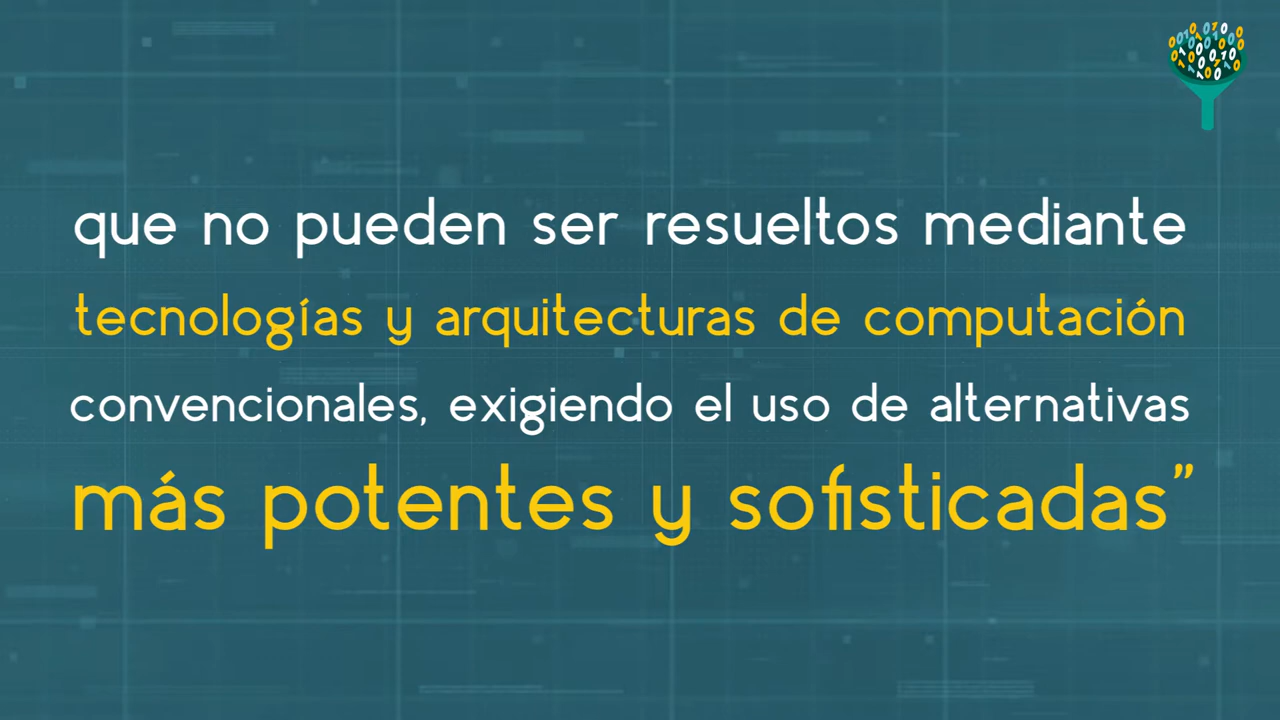 que no pueden ser resueltos mediante
tecnologías y arquitecturas de computación
convencionales, exigiendo el uso de alternativas
más potentes y sofisticadas”